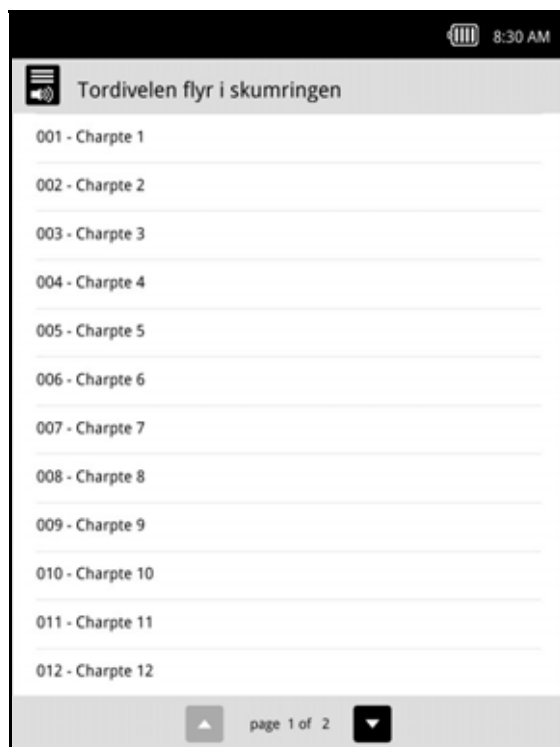 8:30 AM
Tordivelen flyr i skumringen
001 - Charpte 1
002 - Charpte 2
003 - Charpte 3
004 - Charpte 4
005 - Charpte 5
006 - Charpte 6
007 - Charpte 7
008 - Charpte 8
009 - Charpte 9
010 - Charpte 10
011 - Charpte 11
012 - Charpte 12
page 1 of 2